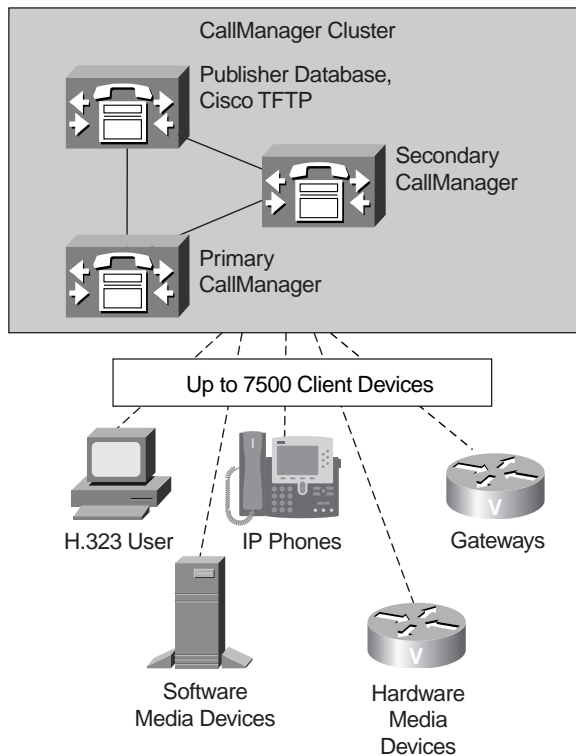 CallManager Cluster
Publisher Database,
Cisco TFTP
Secondary
CallManager
Primary
CallManager
Up to 7500 Client Devices
H.323 User
IP Phones
V
Gateways
Software
Media Devices
V
Hardware
Media
Devices